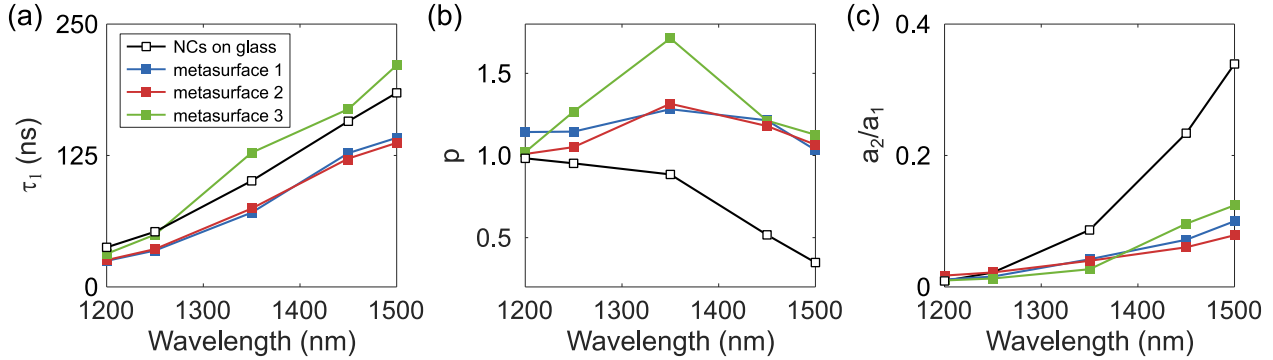 (a)
250
125
0
τ₁ (ns)
NCs on glass
metasurface 1
metasurface 2
metasurface 3
1200
1300
1400
1500
Wavelength (nm)
(b)
1.5
1.0
0.5
p
1200
1300
1400
1500
Wavelength (nm)
(c)
0.4
0.2
0
a₂/a₁
1200
1300
1400
1500
Wavelength (nm)